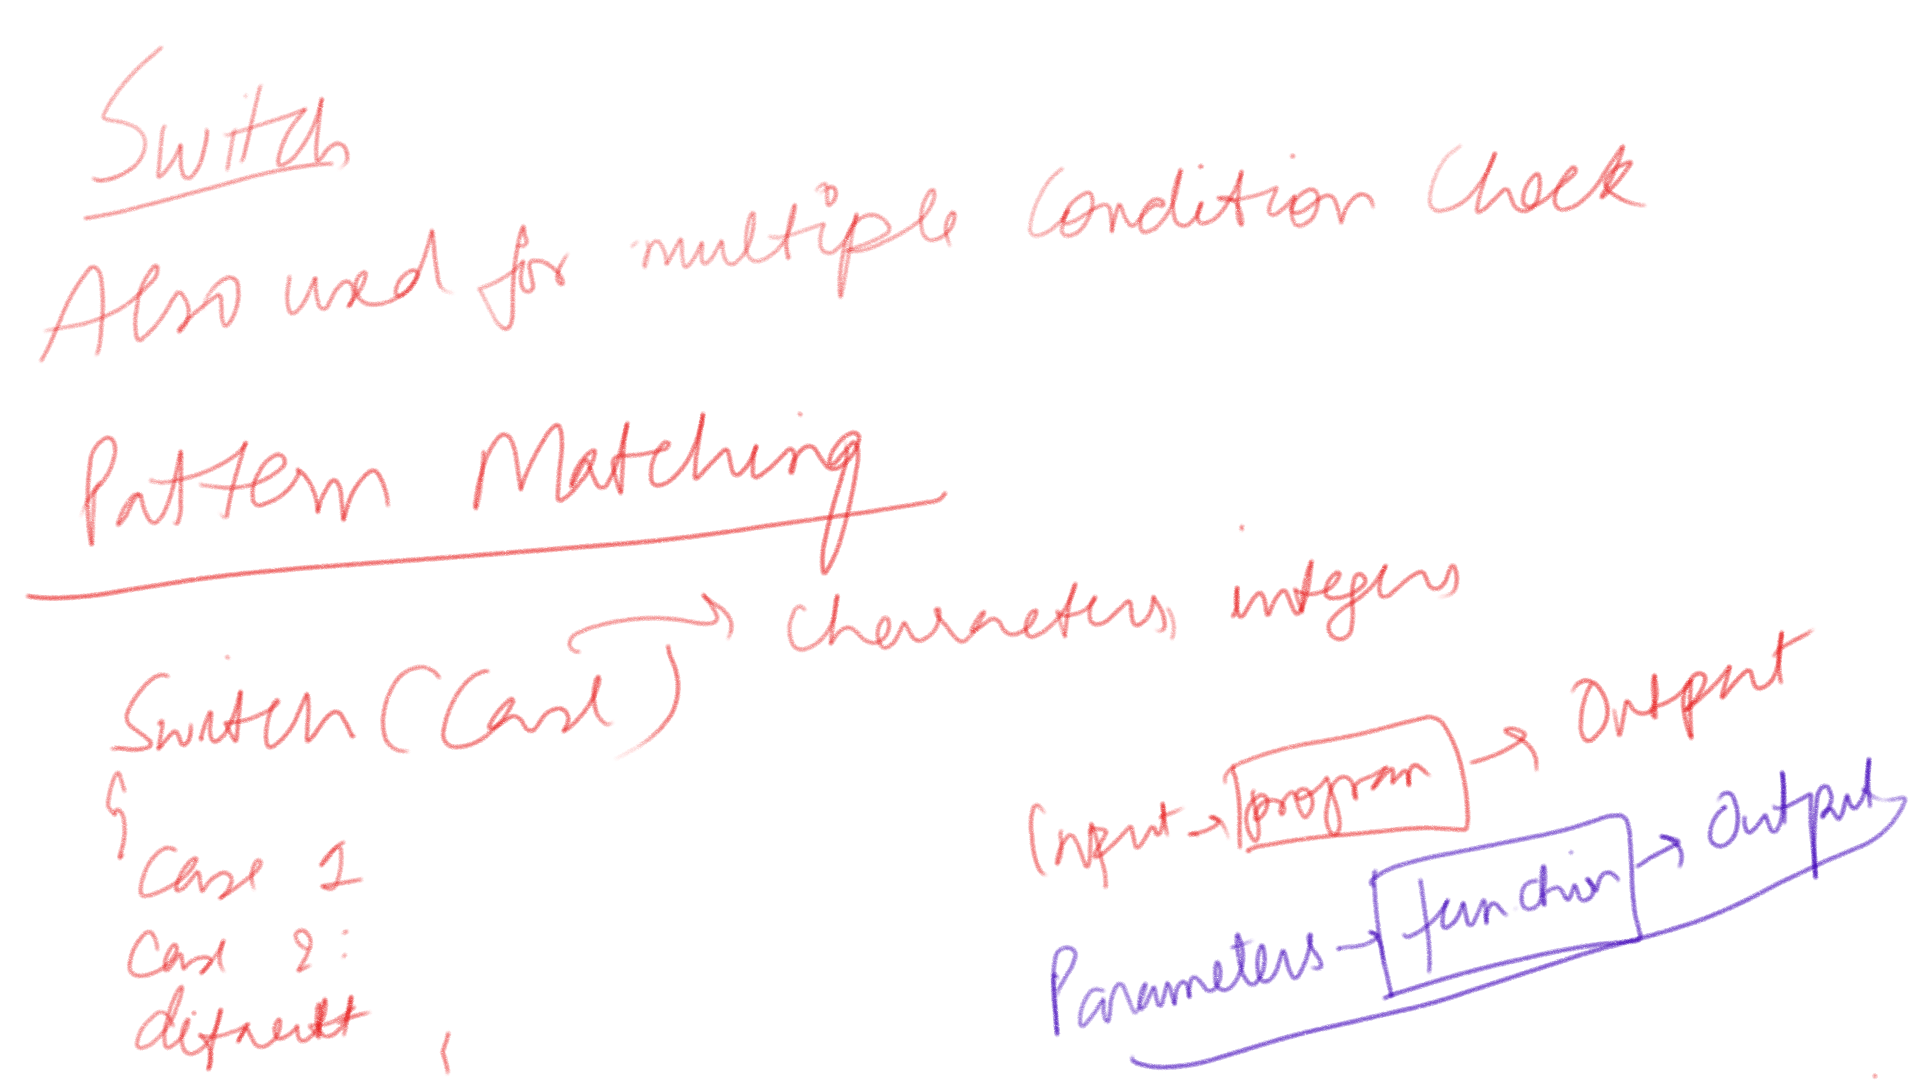 Switch
Also used for multiple Condition Check
Pattern Matching
Switch (Case) → Characters, integers
{
Case 1
Case 2:
default
Input → program → Output
Parameters → function → Output